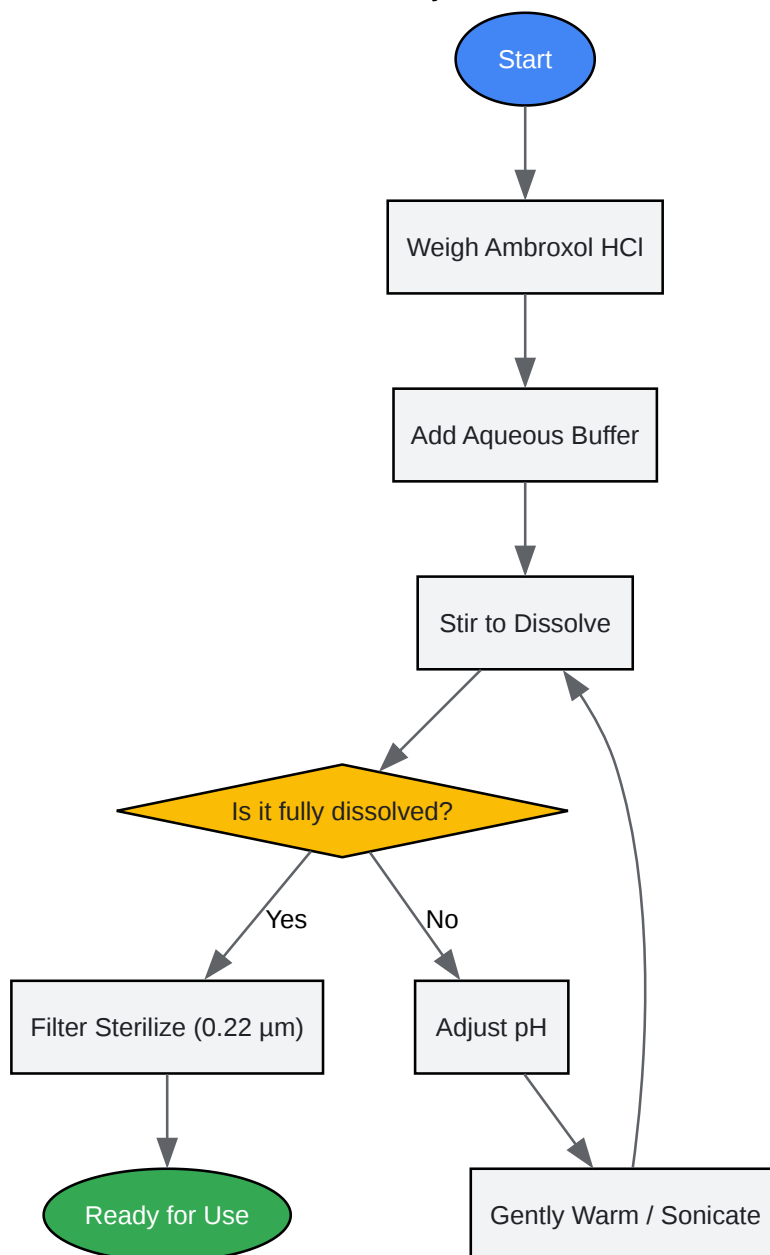 Start
Weigh Ambroxol HCl
Add Aqueous Buffer
Stir to Dissolve
Is it fully dissolved?
Yes
No
Filter Sterilize (0.22 µm)
Adjust pH
Ready for Use
Gently Warm / Sonicate